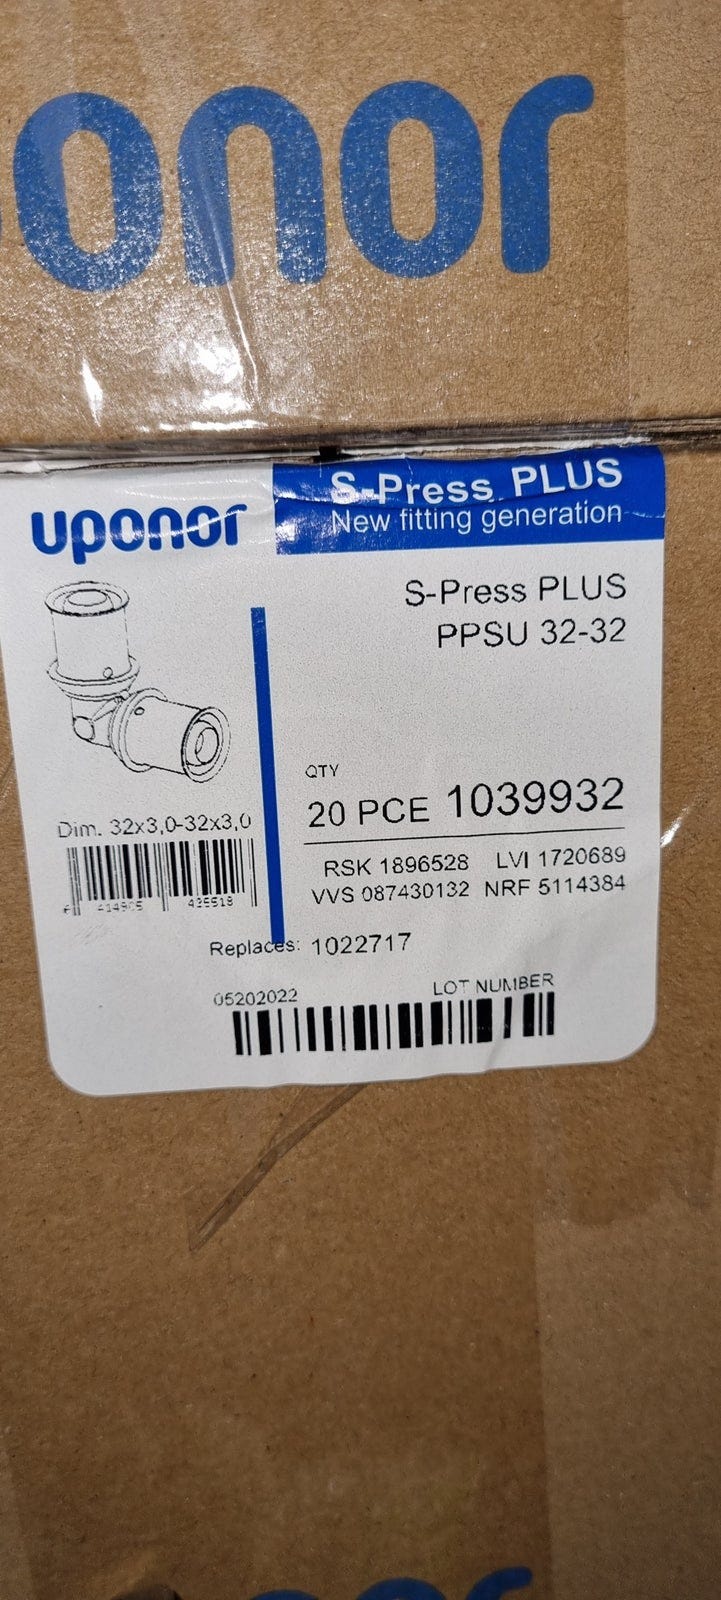 uponor
uponor
S-Press PLUS
New fitting generation
S-Press PLUS
PPSU 32-32
QTY
20 PCE 1039932
Dim. 32x3,0-32x3,0
RSK 1896528 LVI 1720689
VVS 087430132 NRF 5114384
Replaces: 1022717
05202022 LOT NUMBER